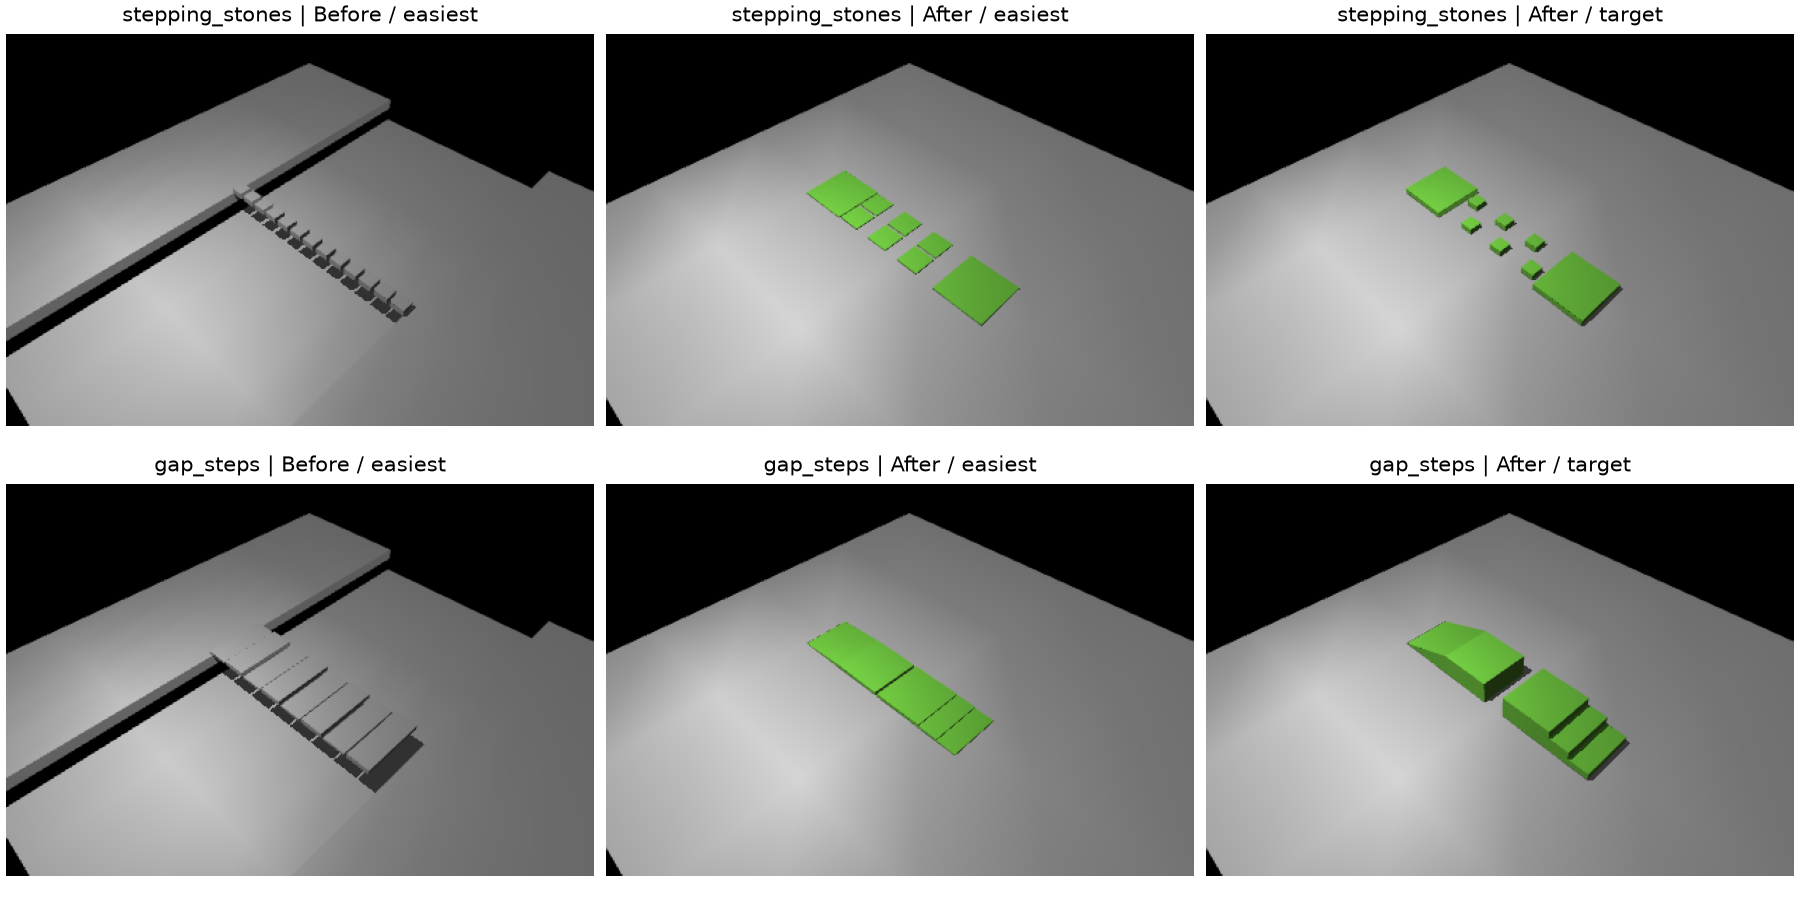 stepping_stones | Before / easiest
stepping_stones | After / easiest
stepping_stones | After / target
gap_steps | Before / easiest
gap_steps | After / easiest
gap_steps | After / target